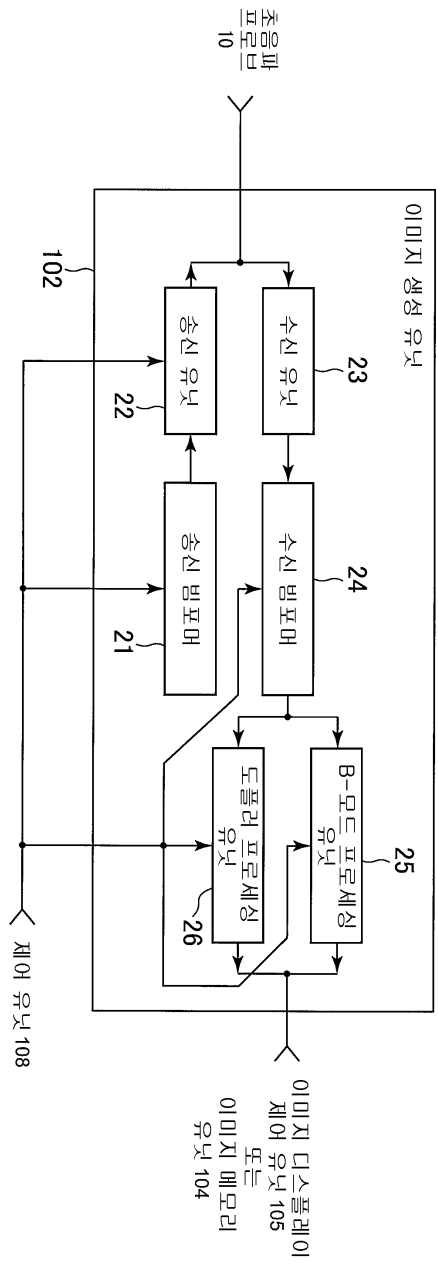 초음파
프로브
10
이미지 생성 유닛
102
수신 유닛
23
송신 유닛
22
수신 빔포머
24
송신 빔포머
21
B-모드 프로세싱
유닛
25
도플러 프로세싱
유닛
26
제어 유닛 108
이미지 디스플레이
제어 유닛 105
또는
이미지 메모리
유닛 104